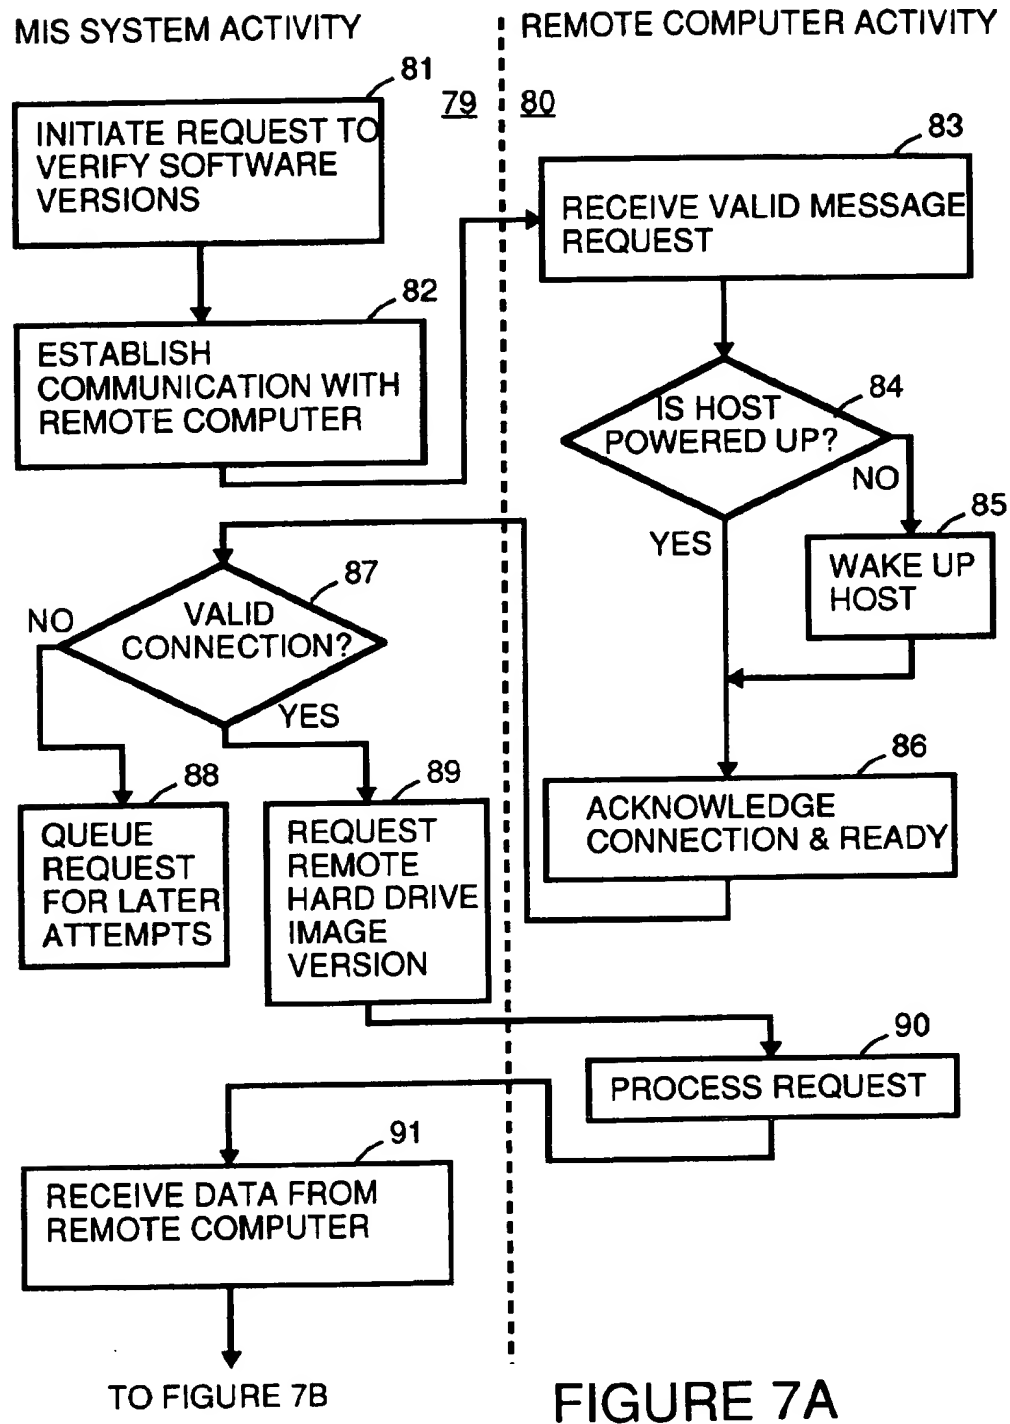 MIS SYSTEM ACTIVITY
REMOTE COMPUTER ACTIVITY
79
80
81
INITIATE REQUEST TO
VERIFY SOFTWARE
VERSIONS
82
ESTABLISH
COMMUNICATION WITH
REMOTE COMPUTER
83
RECEIVE VALID MESSAGE
REQUEST
84
IS HOST
POWERED UP?
NO
YES
85
WAKE UP
HOST
86
ACKNOWLEDGE
CONNECTION & READY
87
VALID
CONNECTION?
NO
YES
88
QUEUE
REQUEST
FOR LATER
ATTEMPTS
89
REQUEST
REMOTE
HARD DRIVE
IMAGE
VERSION
90
PROCESS REQUEST
91
RECEIVE DATA FROM
REMOTE COMPUTER
TO FIGURE 7B
FIGURE 7A